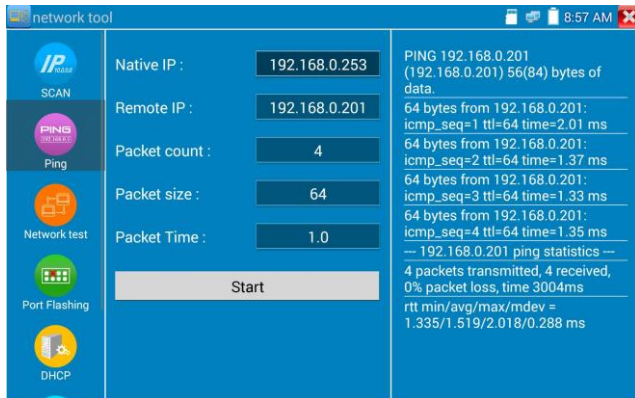 network tool
8:57 AM
IP
SCAN
PING
Ping
Network test
Port Flashing
DHCP
Native IP :
192.168.0.253
Remote IP :
192.168.0.201
Packet count :
4
Packet size :
64
Packet Time :
1.0
Start
PING 192.168.0.201
(192.168.0.201) 56(84) bytes of
data.
64 bytes from 192.168.0.201:
icmp_seq=1 ttl=64 time=2.01 ms
64 bytes from 192.168.0.201:
icmp_seq=2 ttl=64 time=1.37 ms
64 bytes from 192.168.0.201:
icmp_seq=3 ttl=64 time=1.33 ms
64 bytes from 192.168.0.201:
icmp_seq=4 ttl=64 time=1.35 ms
--- 192.168.0.201 ping statistics ---
4 packets transmitted, 4 received,
0% packet loss, time 3004ms
rtt min/avg/max/mdev =
1.335/1.519/2.018/0.288 ms